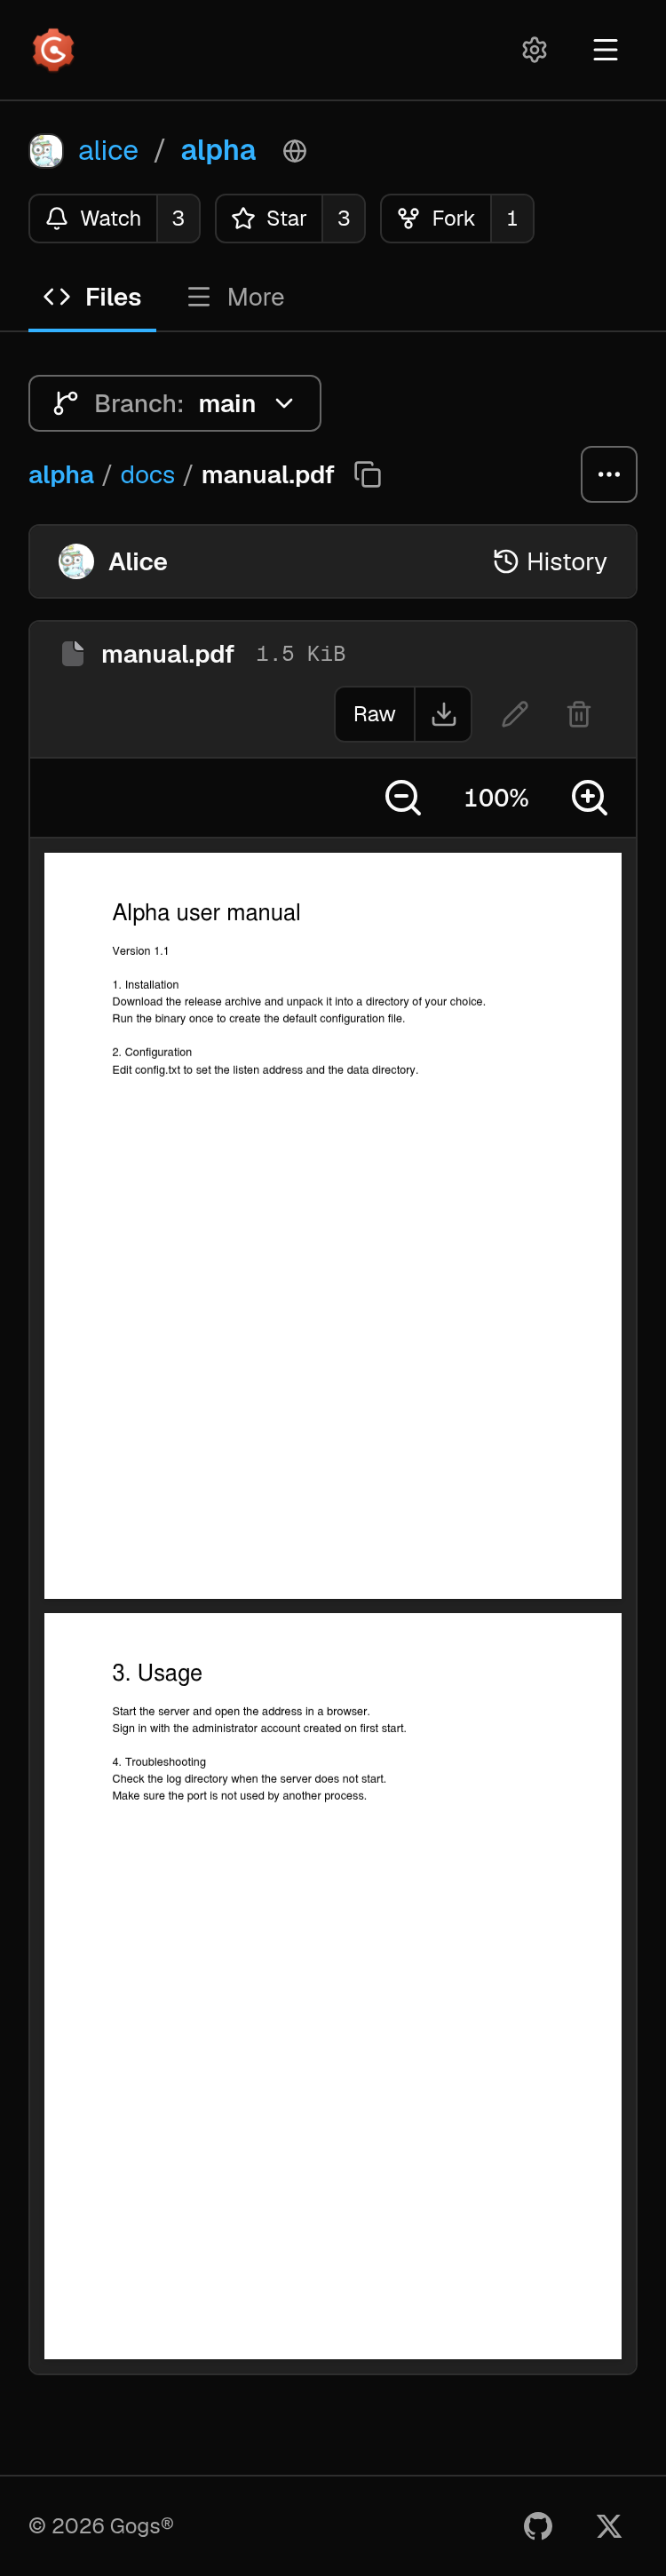 alice / alpha
Watch 3 Star 3 Fork 1
Files More
Branch: main
alpha / docs / manual.pdf
Alice History
manual.pdf 1.5 KiB
Raw
100%
Alpha user manual
Version 1.1
1. Installation
Download the release archive and unpack it into a directory of your choice.
Run the binary once to create the default configuration file.
2. Configuration
Edit config.txt to set the listen address and the data directory.
3. Usage
Start the server and open the address in a browser.
Sign in with the administrator account created on first start.
4. Troubleshooting
Check the log directory when the server does not start.
Make sure the port is not used by another process.
© 2026 Gogs®